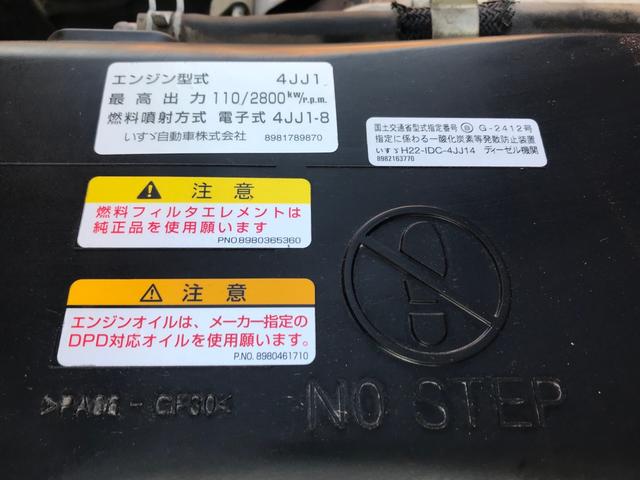 エンジン型式 4JJ1
最高出力 110/2800kW/r.p.m.
燃料噴射方式 電子式 4JJ1-8
いすゞ自動車株式会社 8981789870
国土交通省型式指定番号 Ⓑ G-2412号
指定に係わる一酸化炭素等発散防止装置
いすゞH22-IDC-4JJ14 ディーゼル機関
8982163770
⚠ 注意
燃料フィルタエレメントは
純正品を使用願います
PNO.8980365360
⚠ 注意
エンジンオイルは、メーカー指定の
DPD対応オイルを使用願います。
P.NO. 8980461710
>PA66-GF30<
NO STEP